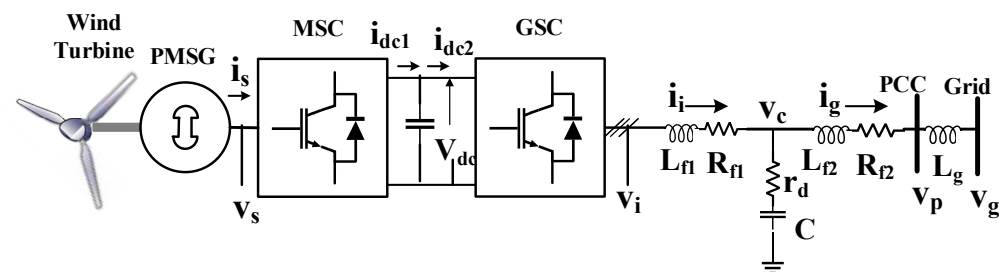 Wind
Turbine
PMSG
i_s
v_s
MSC
i_dc1
i_dc2
V_dc
GSC
v_i
i_i
L_f1
R_f1
v_c
r_d
C
i_g
L_f2
R_f2
PCC
v_p
L_g
Grid
v_g